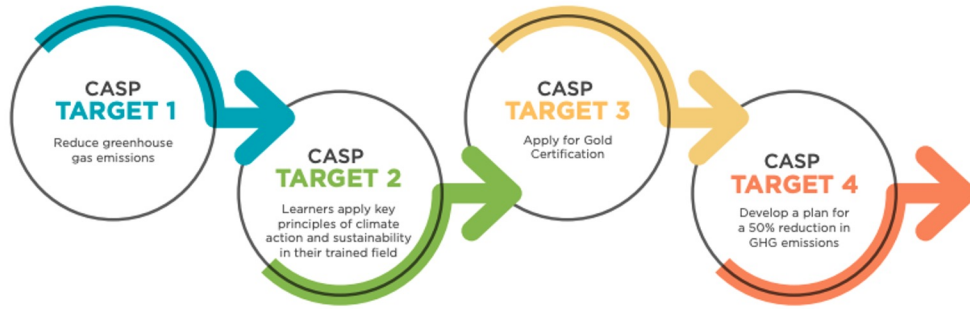 CASP
TARGET 1
Reduce greenhouse
gas emissions
CASP
TARGET 2
Learners apply key
principles of climate
action and sustainability
in their trained field
CASP
TARGET 3
Apply for Gold
Certification
CASP
TARGET 4
Develop a plan for
a 50% reduction in
GHG emissions